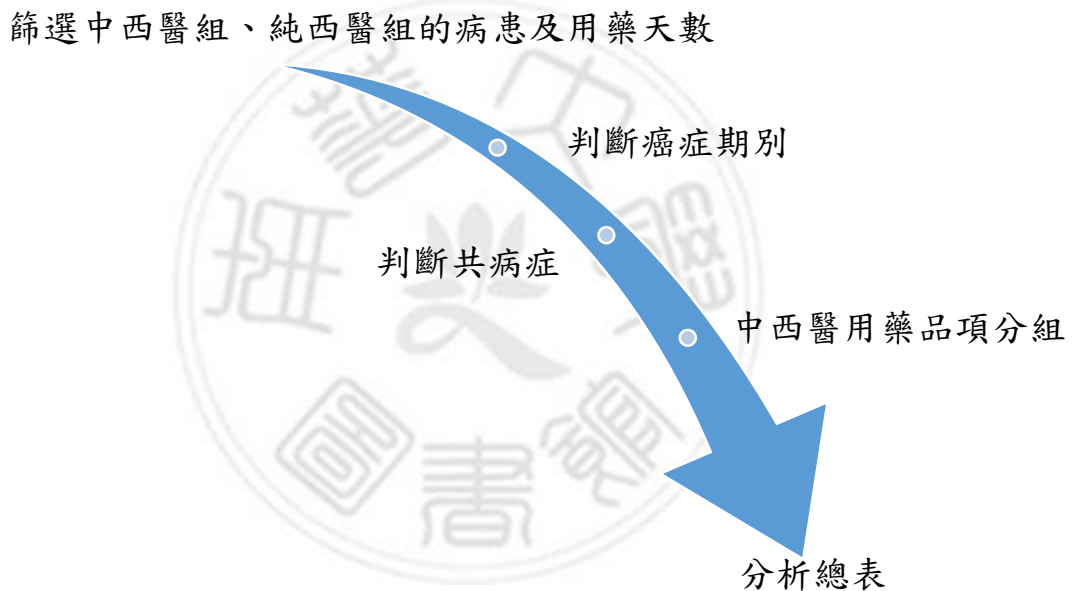 篩選中西醫組、純西醫組的病患及用藥天數
判斷癌症期別
判斷共病症
中西醫用藥品項分組
分析總表